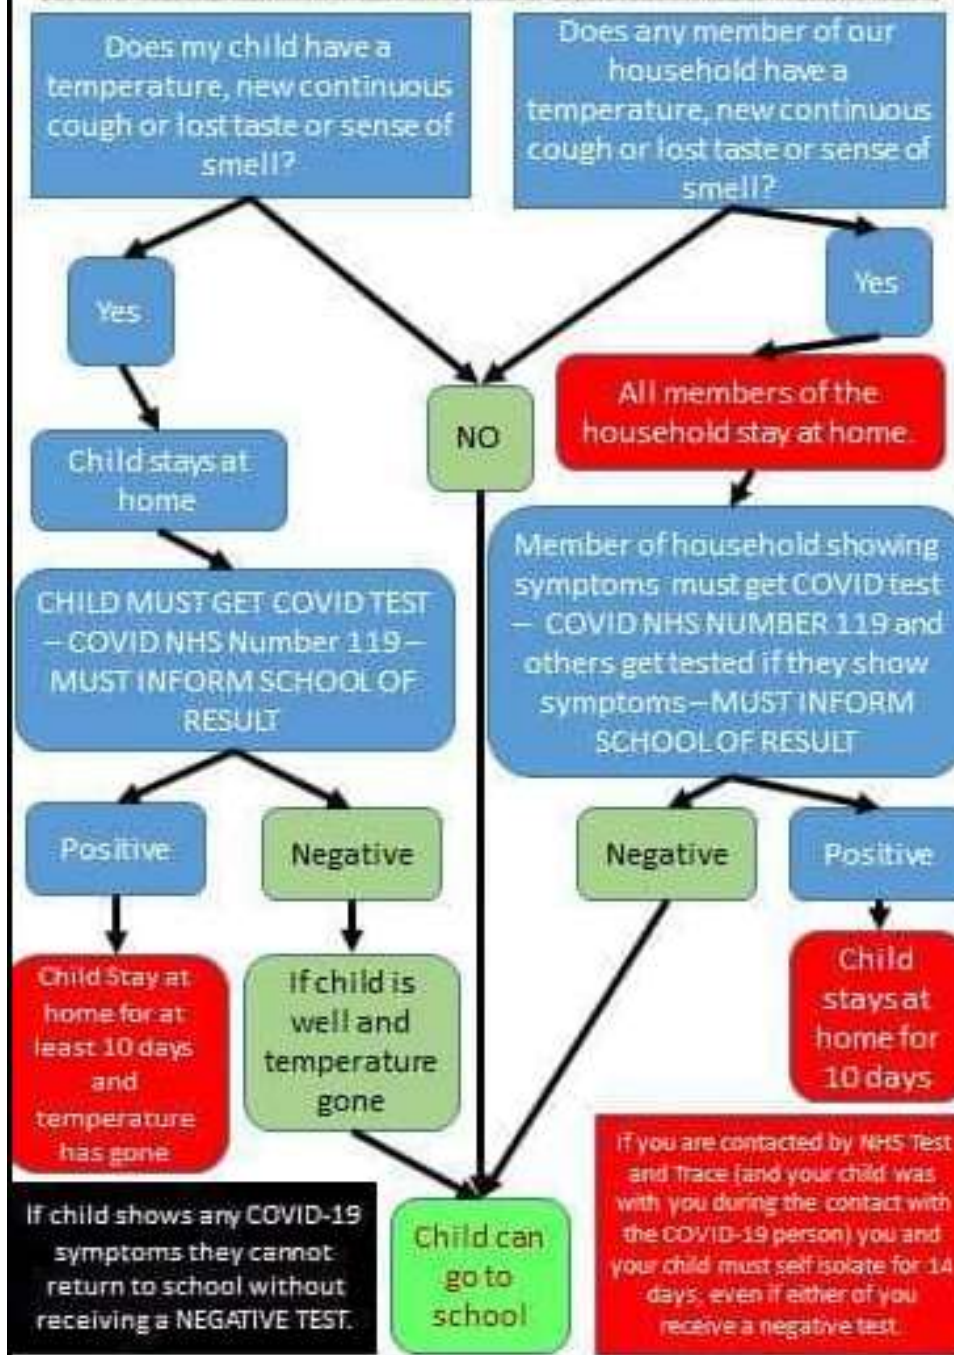 Does my child have a
temperature, new continuous
cough or lost taste or sense of
smell?
Does any member of our
household have a
temperature, new continuous
cough or lost taste or sense of
smell?
Yes
Yes
All members of the
household stay at home.
NO
Child stays at
home
Member of household showing
symptoms must get COVID test
– COVID NHS NUMBER 119 and
others get tested if they show
symptoms – MUST INFORM
SCHOOL OF RESULT
CHILD MUST GET COVID TEST
– COVID NHS Number 119 –
MUST INFORM SCHOOL OF
RESULT
Positive
Negative
Negative
Positive
Child Stay at
home for at
least 10 days
and
temperature
has gone
If child is
well and
temperature
gone
Child
stays at
home for
10 days
If you are contacted by NHS Test
and Trace (and your child was
with you during the contact with
the COVID-19 person) you and
your child must self isolate for 14
days, even if either of you
receive a negative test.
If child shows any COVID-19
symptoms they cannot
return to school without
receiving a NEGATIVE TEST.
Child can
go to
school